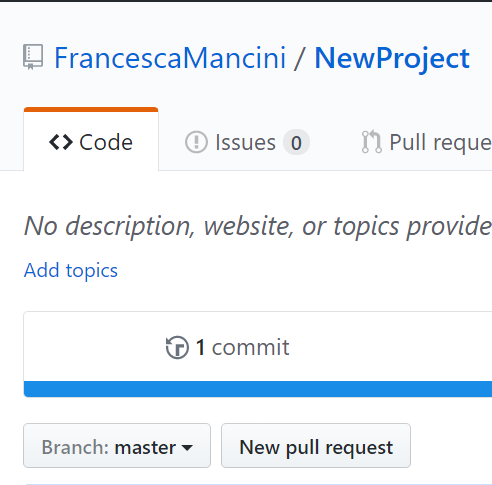 FrancescaMancini / NewProject
<> Code Issues 0 Pull reque
No description, website, or topics provide
Add topics
1 commit
Branch: master New pull request